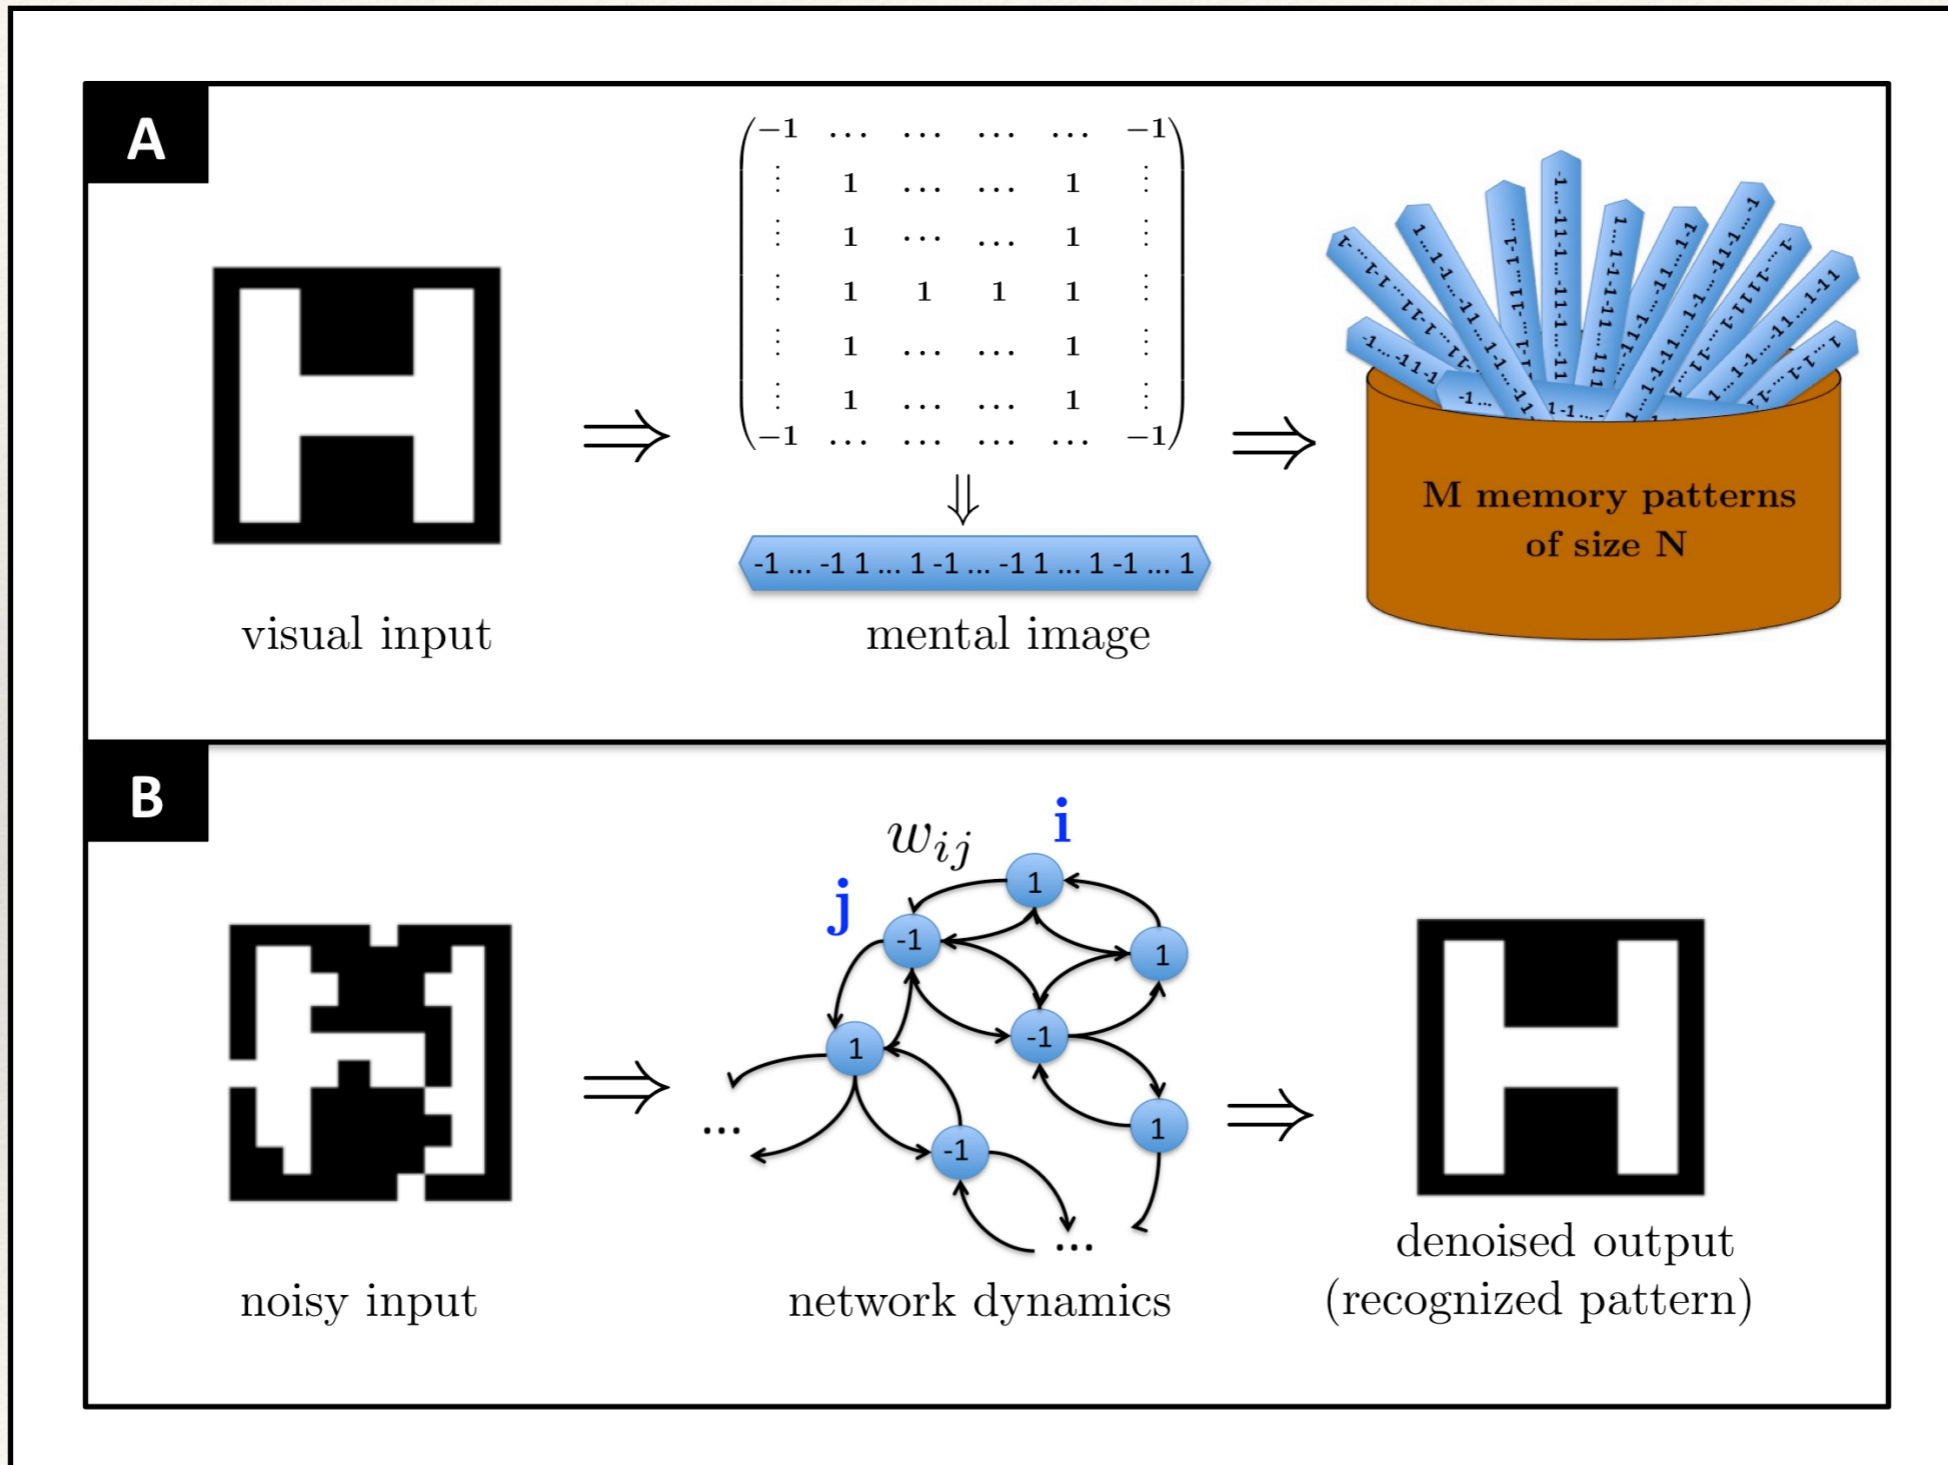 A
−1 ... ... ... ... −1
⋮ 1 ... ... 1 ⋮
⋮ 1 ... ... 1 ⋮
⋮ 1 1 1 1 ⋮
⋮ 1 ... ... 1 ⋮
⋮ 1 ... ... 1 ⋮
−1 ... ... ... ... −1
-1 ... -1 1 ... 1 -1 ... -1 1 ... 1 -1 ... 1
visual input
mental image
M memory patterns
of size N
B
w_{ij}
i
j
1
-1
1
-1
1
1
-1
...
...
noisy input
network dynamics
denoised output
(recognized pattern)